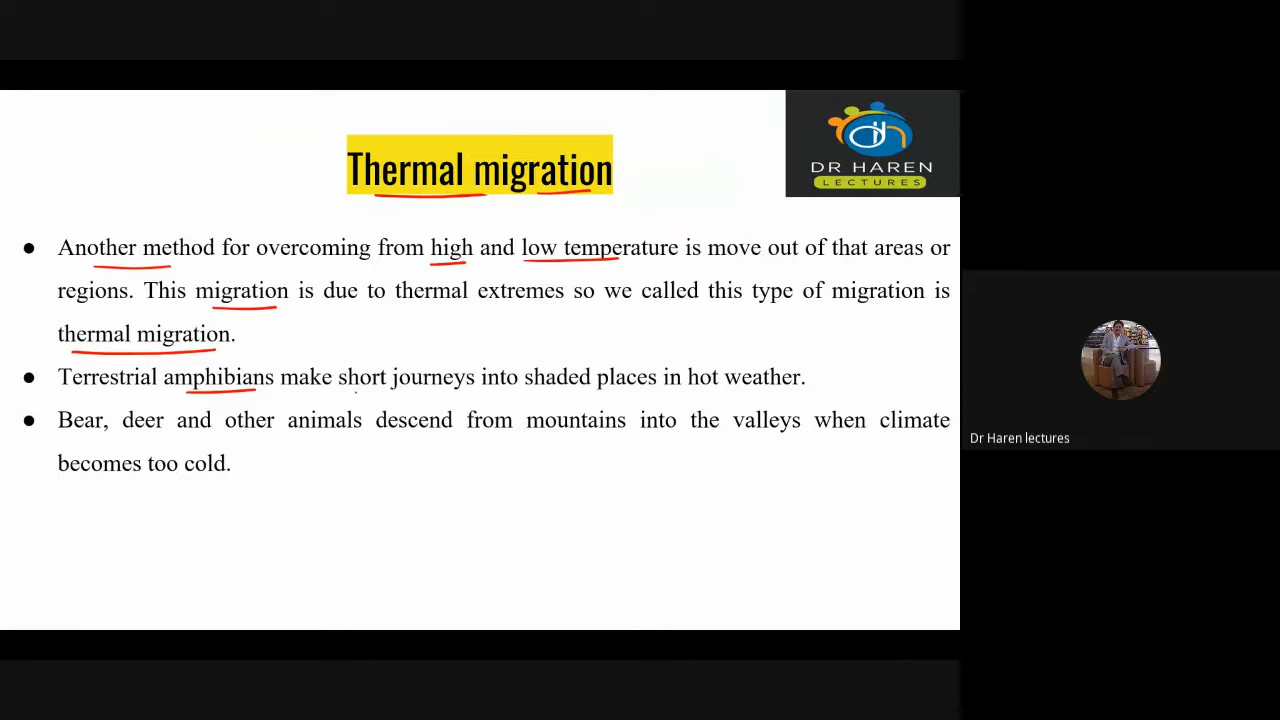 Thermal migration
DR HAREN
LECTURES
● Another method for overcoming from high and low temperature is move out of that areas or
regions. This migration is due to thermal extremes so we called this type of migration is
thermal migration.
● Terrestrial amphibians make short journeys into shaded places in hot weather.
● Bear, deer and other animals descend from mountains into the valleys when climate
becomes too cold.
Dr Haren lectures